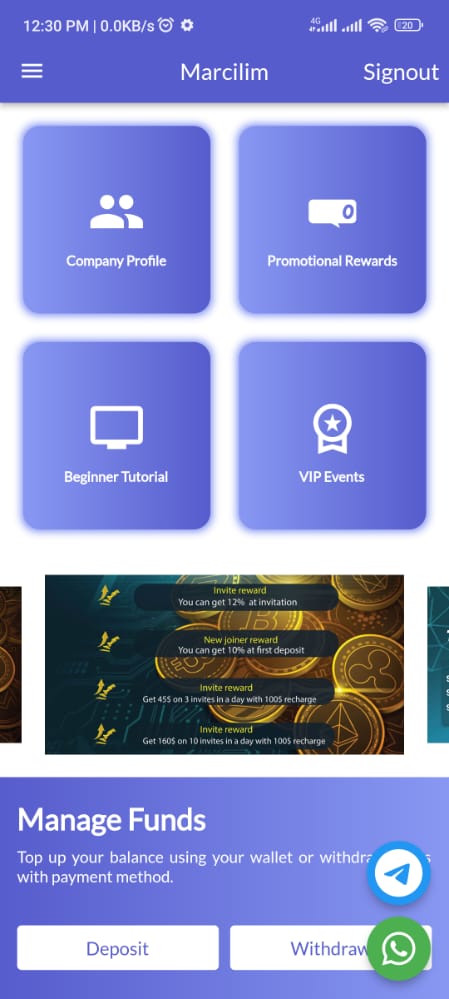 12:30 PM | 0.0KB/s
4G
20
Marcilim
Signout
Company Profile
Promotional Rewards
Beginner Tutorial
VIP Events
Invite reward
You can get 12% at invitation
New joiner reward
You can get 10% at first deposit
Invite reward
Get 45$ on 3 invites in a day with 100$ recharge
Invite reward
Get 160$ on 10 invites in a day with 100$ recharge
Manage Funds
Top up your balance using your wallet or
with payment method.
Deposit
Withdraw